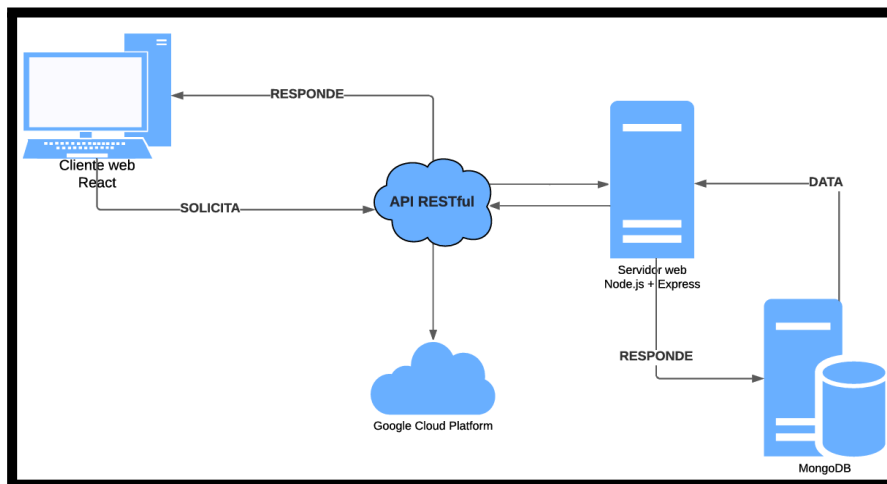 RESPONDE
Cliente web
React
SOLICITA
API RESTful
DATA
Servidor web
Node.js + Express
RESPONDE
Google Cloud Platform
MongoDB